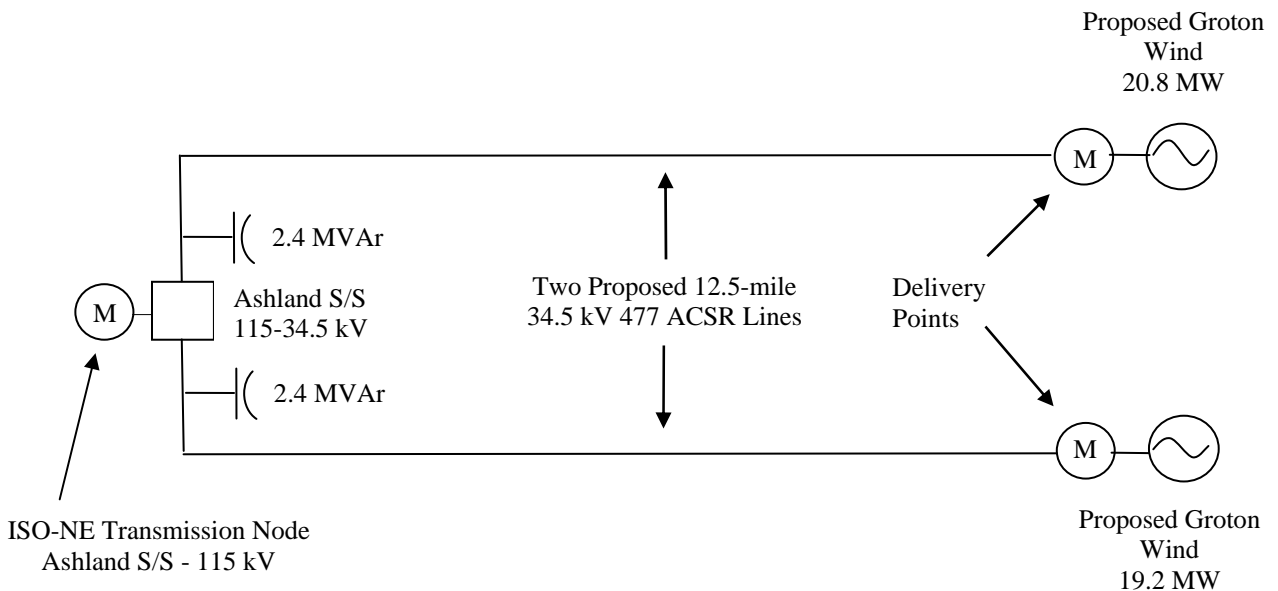 Proposed Groton
Wind
20.8 MW
M
2.4 MVAr
M
Ashland S/S
115-34.5 kV
Two Proposed 12.5-mile
34.5 kV 477 ACSR Lines
Delivery
Points
2.4 MVAr
M
ISO-NE Transmission Node
Ashland S/S - 115 kV
Proposed Groton
Wind
19.2 MW